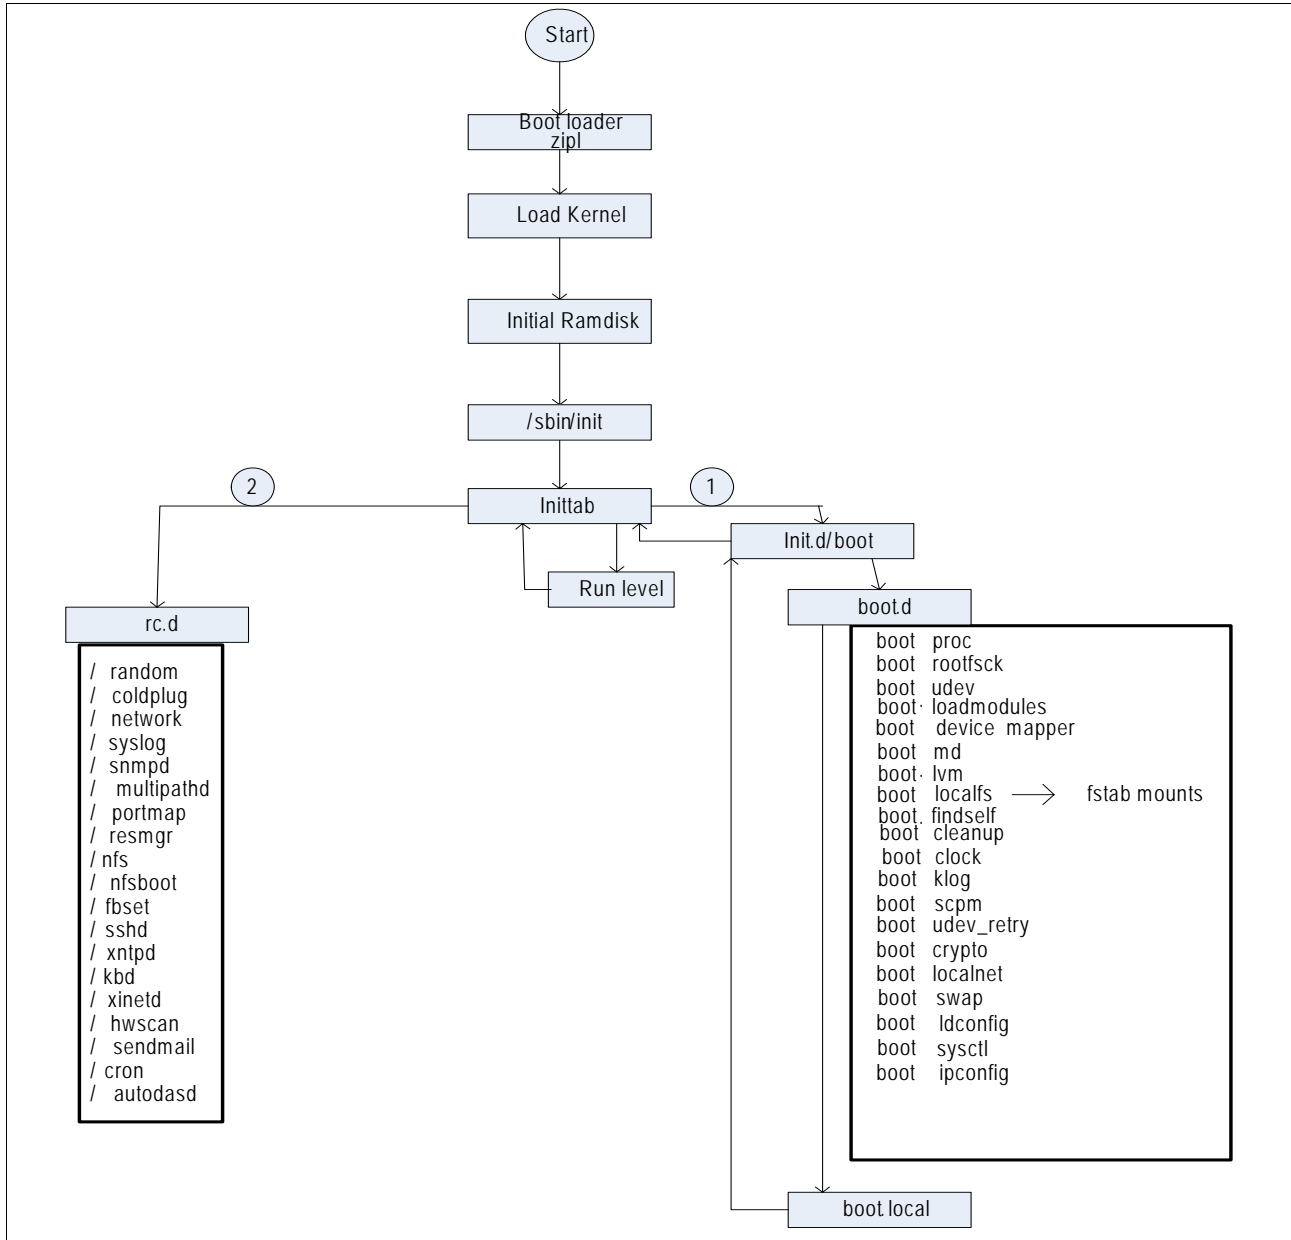 Start
Boot loader
zipl
Load Kernel
Initial Ramdisk
/sbin/init
2
1
Inittab
Init.d/boot
Run level
boot.d
rc.d
/ random
/ coldplug
/ network
/ syslog
/ snmpd
/ multipathd
/ portmap
/ resmgr
/ nfs
/ nfsboot
/ fbset
/ sshd
/ xntpd
/ kbd
/ xinetd
/ hwscan
/ sendmail
/ cron
/ autodasd
boot proc
boot rootfsck
boot udev
boot· loadmodules
boot device mapper
boot md
boot· lvm
boot localfs fstab mounts
boot. findself
boot cleanup
boot clock
boot klog
boot scpm
boot udev_retry
boot crypto
boot localnet
boot swap
boot ldconfig
boot sysctl
boot ipconfig
boot.local